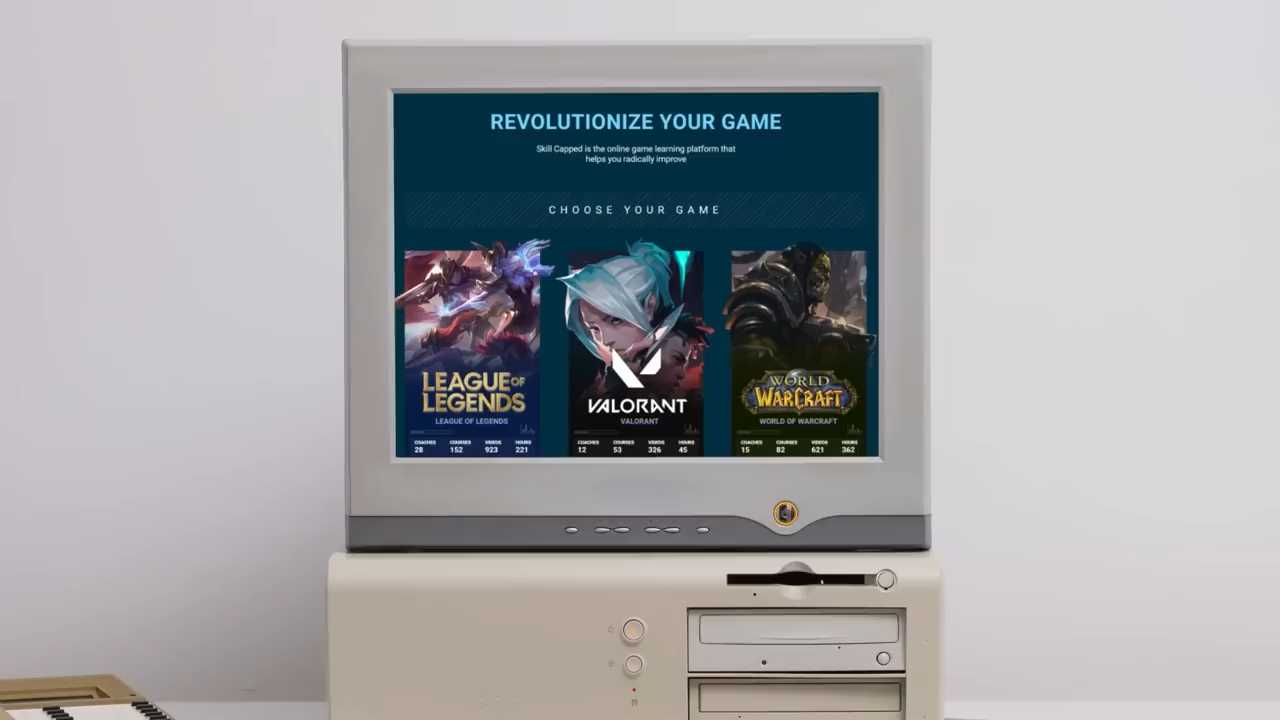 REVOLUTIONIZE YOUR GAME
Skill Capped is the online game learning platform that
helps you radically improve
CHOOSE YOUR GAME
LEAGUE OF
LEGENDS
LEAGUE OF LEGENDS
COACHES COURSES VIDEOS HOURS
28 152 923 221
VALORANT
VALORANT
COACHES COURSES VIDEOS HOURS
12 53 326 45
WORLD
WARCRAFT
WORLD OF WARCRAFT
COACHES COURSES VIDEOS HOURS
15 82 621 362